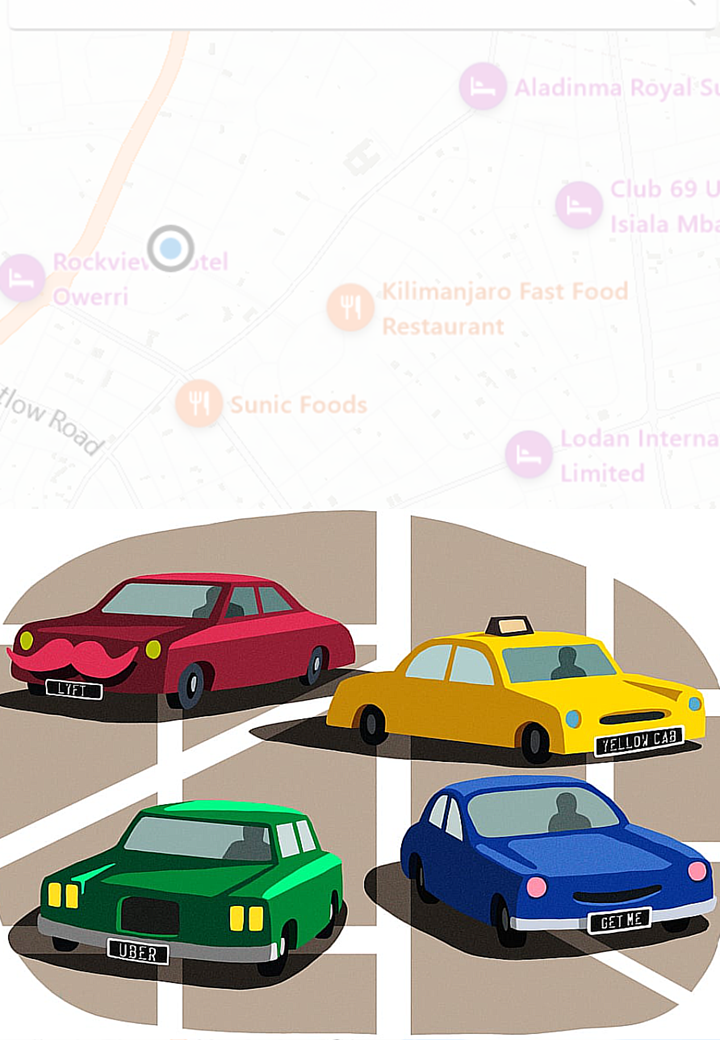 Aladinma Royal Su
Club 69 U
Isiala Mba
Rockview
Owerri
Kilimanjaro Fast Food
Restaurant
Sunic Foods
tlow Road
Lodan Interna
Limited
LYFT
YELLOW CAB
UBER
GET ME